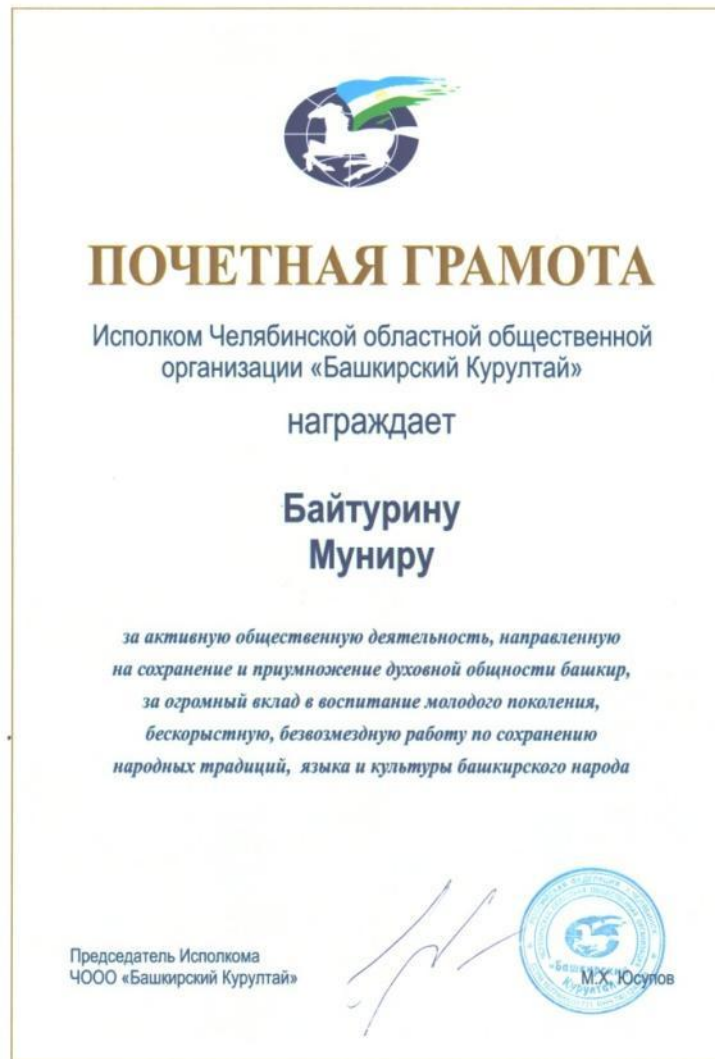 ПОЧЕТНАЯ ГРАМОТА
Исполком Челябинской областной общественной
организации «Башкирский Курултай»
награждает
Байтурину
Муниру
за активную общественную деятельность, направленную
на сохранение и приумножение духовной общности башкир,
за огромный вклад в воспитание молодого поколения,
бескорыстную, безвозмездную работу по сохранению
народных традиций, языка и культуры башкирского народа
Председатель Исполкома
ЧООО «Башкирский Курултай»
М.Х. Юсупов
«Башкирский
Курултай»